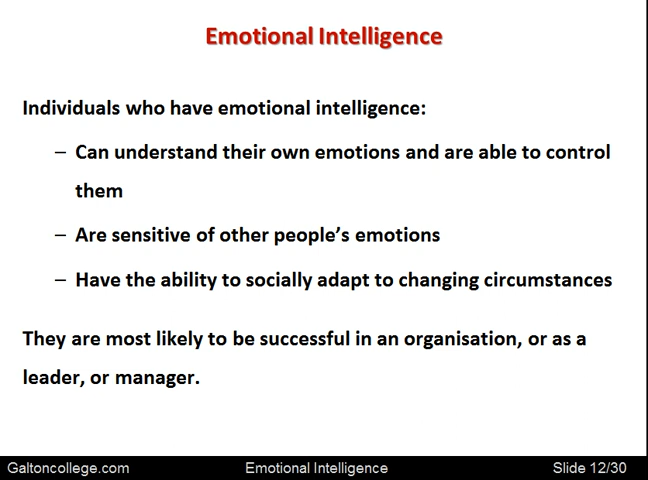 Emotional Intelligence
Individuals who have emotional intelligence:
– Can understand their own emotions and are able to control
them
– Are sensitive of other people’s emotions
– Have the ability to socially adapt to changing circumstances
They are most likely to be successful in an organisation, or as a
leader, or manager.
Galtoncollege.com Emotional Intelligence Slide 12/30